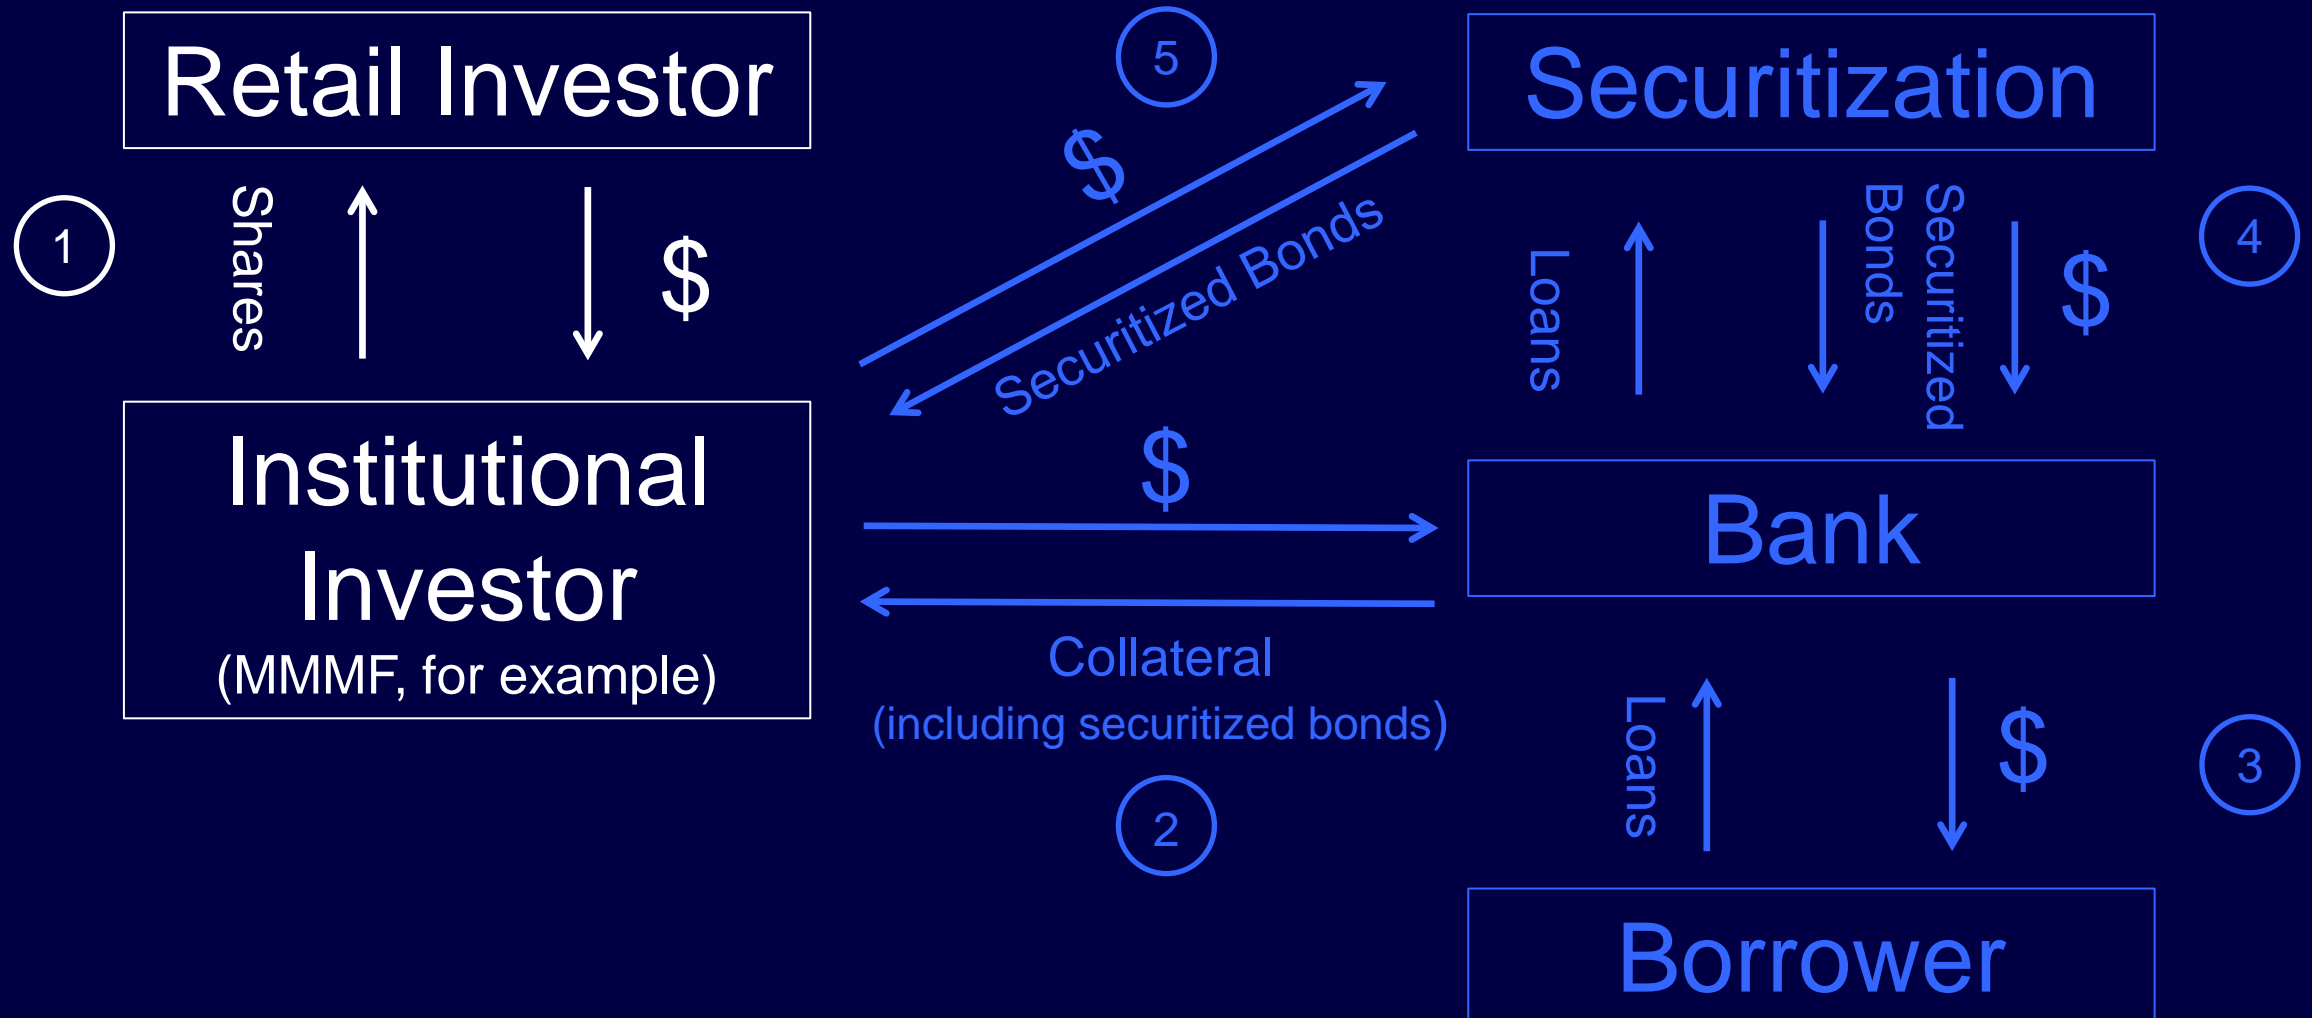 Retail Investor
5
Securitization
1
Shares
$
$
Securitized Bonds
Loans
Securitized
Bonds
$
4
Institutional
Investor
(MMMF, for example)
$
Collateral
(including securitized bonds)
2
Bank
Loans
$
3
Borrower